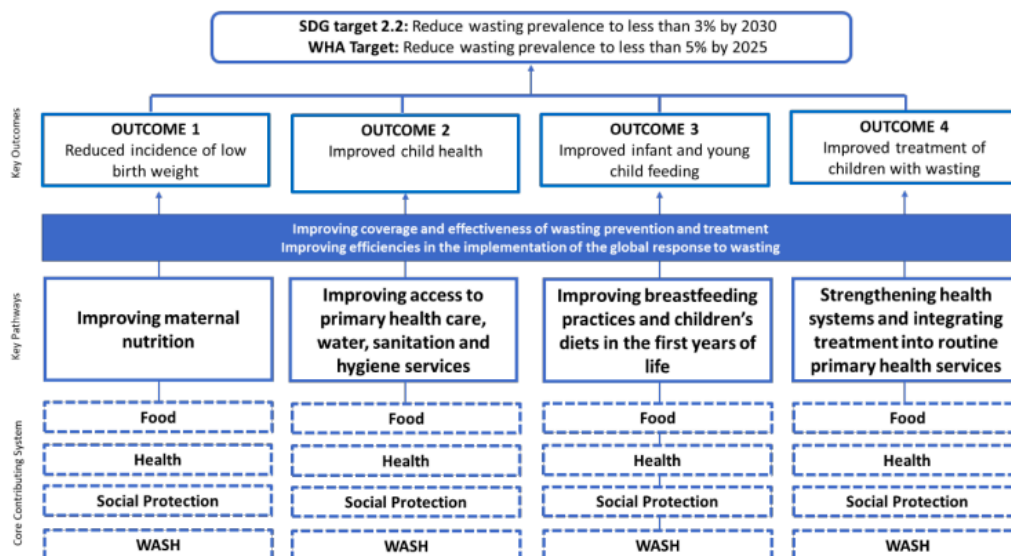 SDG target 2.2: Reduce wasting prevalence to less than 3% by 2030
WHA Target: Reduce wasting prevalence to less than 5% by 2025
Key Outcomes
OUTCOME 1
Reduced incidence of low
birth weight
OUTCOME 2
Improved child health
OUTCOME 3
Improved infant and young
child feeding
OUTCOME 4
Improved treatment of
children with wasting
Improving coverage and effectiveness of wasting prevention and treatment
Improving efficiencies in the implementation of the global response to wasting
Key Pathways
Improving maternal
nutrition
Improving access to
primary health care,
water, sanitation and
hygiene services
Improving breastfeeding
practices and children's
diets in the first years of
life
Strengthening health
systems and integrating
treatment into routine
primary health services
Core Contributing System
Food
Food
Food
Food
Health
Health
Health
Health
Social Protection
Social Protection
Social Protection
Social Protection
WASH
WASH
WASH
WASH